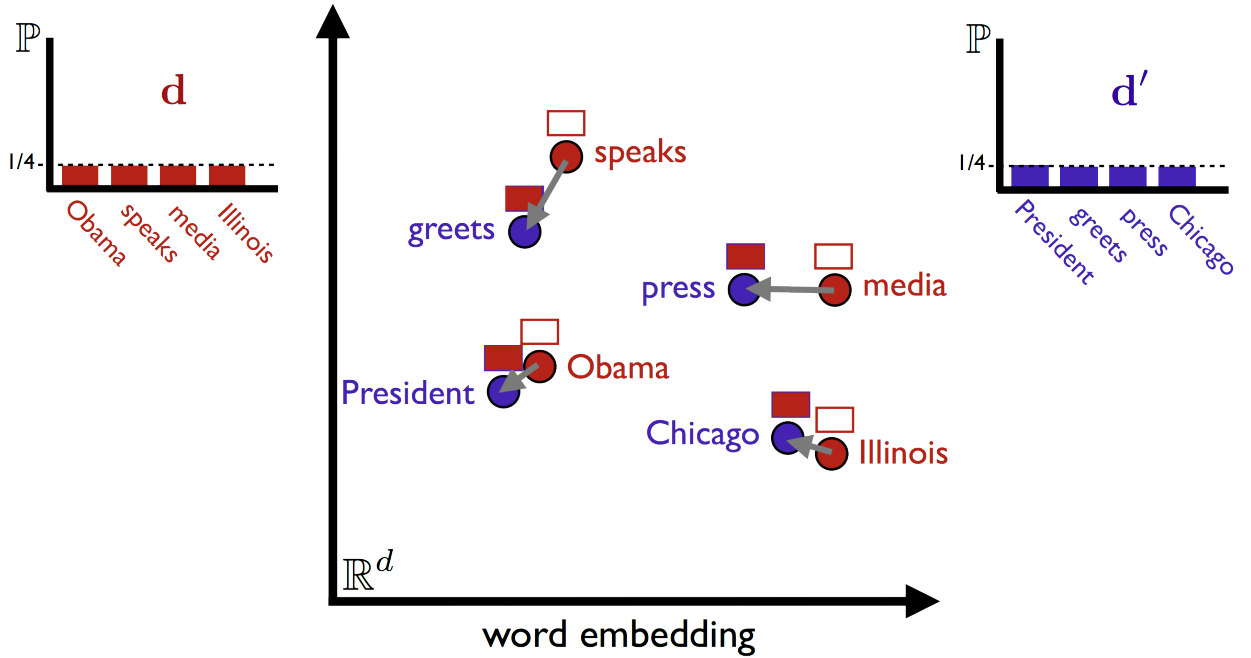 ℙ
d
1/4
Obama
speaks
media
Illinois
speaks
greets
press
media
Obama
President
Chicago
Illinois
ℝᵈ
word embedding
ℙ
d′
1/4
President
greets
press
Chicago